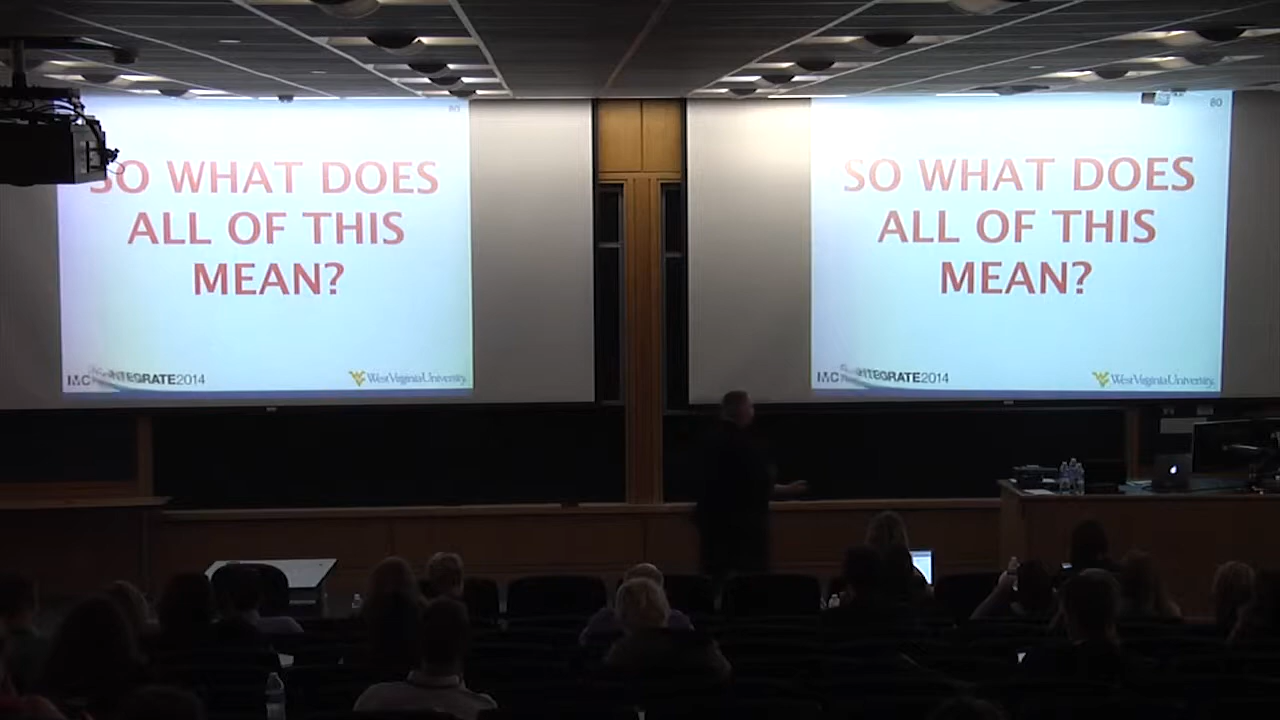 80
SO WHAT DOES
ALL OF THIS
MEAN?
IMC INTEGRATE2014
West Virginia University.
80
SO WHAT DOES
ALL OF THIS
MEAN?
IMC INTEGRATE2014
West Virginia University.